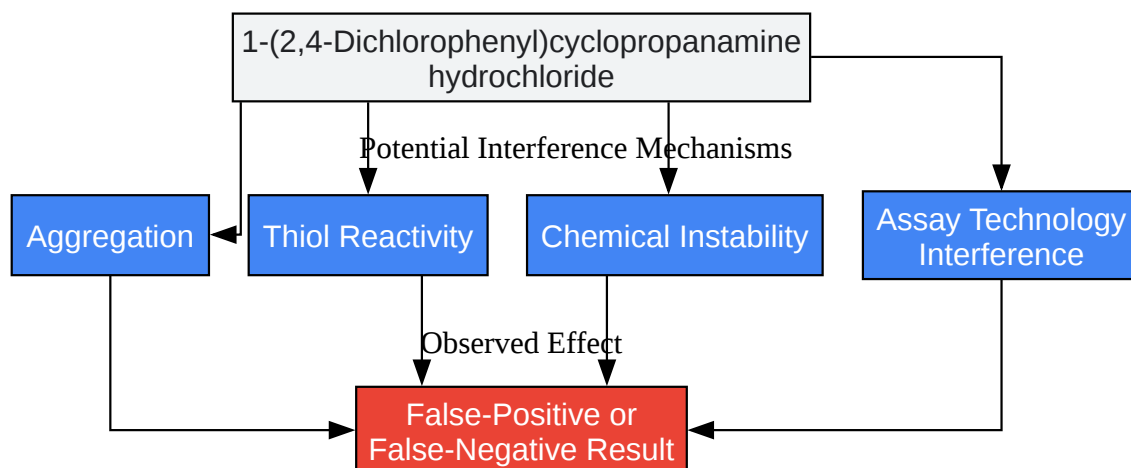 1-(2,4-Dichlorophenyl)cyclopropanamine
hydrochloride
Potential Interference Mechanisms
Aggregation
Thiol Reactivity
Chemical Instability
Assay Technology
Interference
Observed Effect
False-Positive or
False-Negative Result